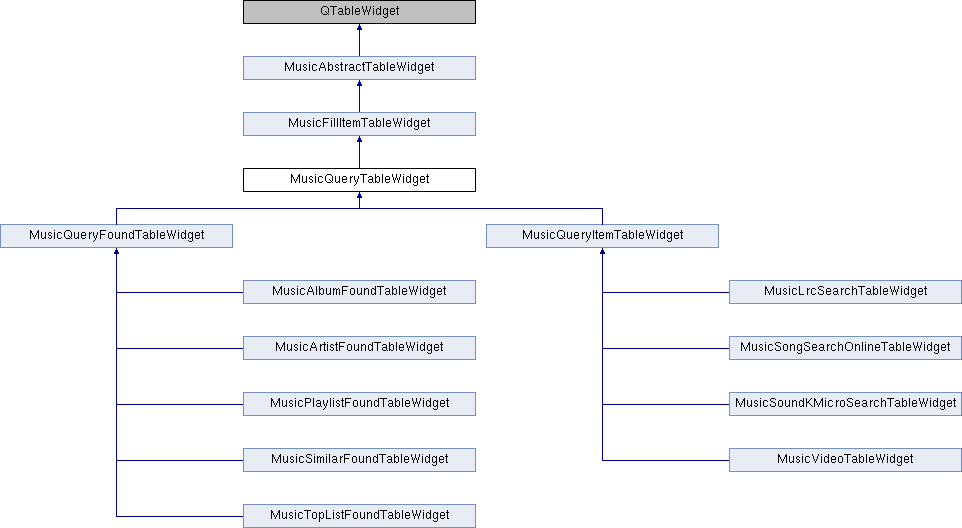 QTableWidget
MusicAbstractTableWidget
MusicFillItemTableWidget
MusicQueryTableWidget
MusicQueryFoundTableWidget
MusicQueryItemTableWidget
MusicAlbumFoundTableWidget
MusicLrcSearchTableWidget
MusicArtistFoundTableWidget
MusicSongSearchOnlineTableWidget
MusicPlaylistFoundTableWidget
MusicSoundKMicroSearchTableWidget
MusicSimilarFoundTableWidget
MusicVideoTableWidget
MusicTopListFoundTableWidget